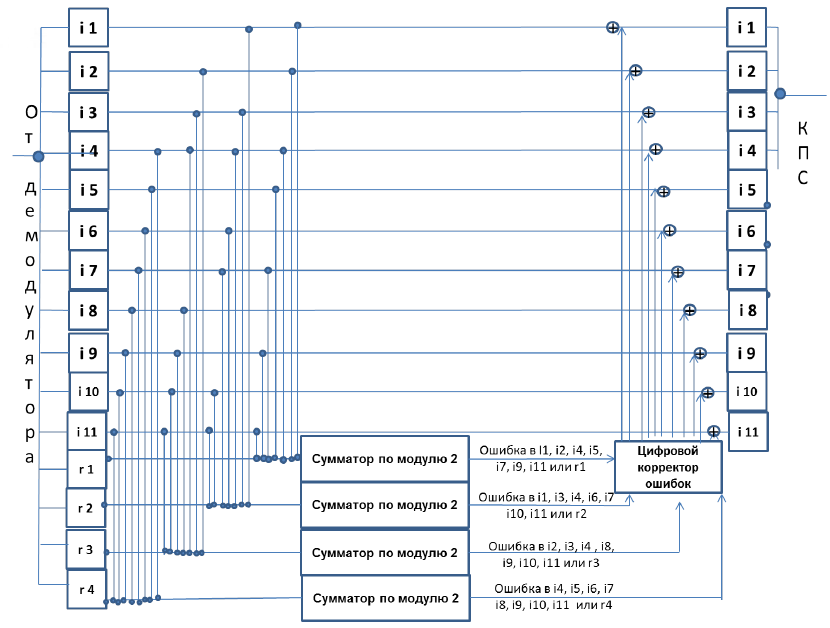 От демодулятора
i 1
i 2
i 3
i 4
i 5
i 6
i 7
i 8
i 9
i 10
i 11
r 1
r 2
r 3
r 4
Сумматор по модулю 2
Ошибка в I1, i2, i4, i5,
i7, i9, i11 или r1
Сумматор по модулю 2
Ошибка в i1, i3, i4, i6, i7
i10, i11 или r2
Сумматор по модулю 2
Ошибка в i2, i3, i4 , i8,
i9, i10, i11 или r3
Сумматор по модулю 2
Ошибка в i4, i5, i6, i7
i8, i9, i10, i11 или r4
Цифровой
корректор
ошибок
i 1
i 2
i 3
i 4
i 5
i 6
i 7
i 8
i 9
i 10
i 11
КПС